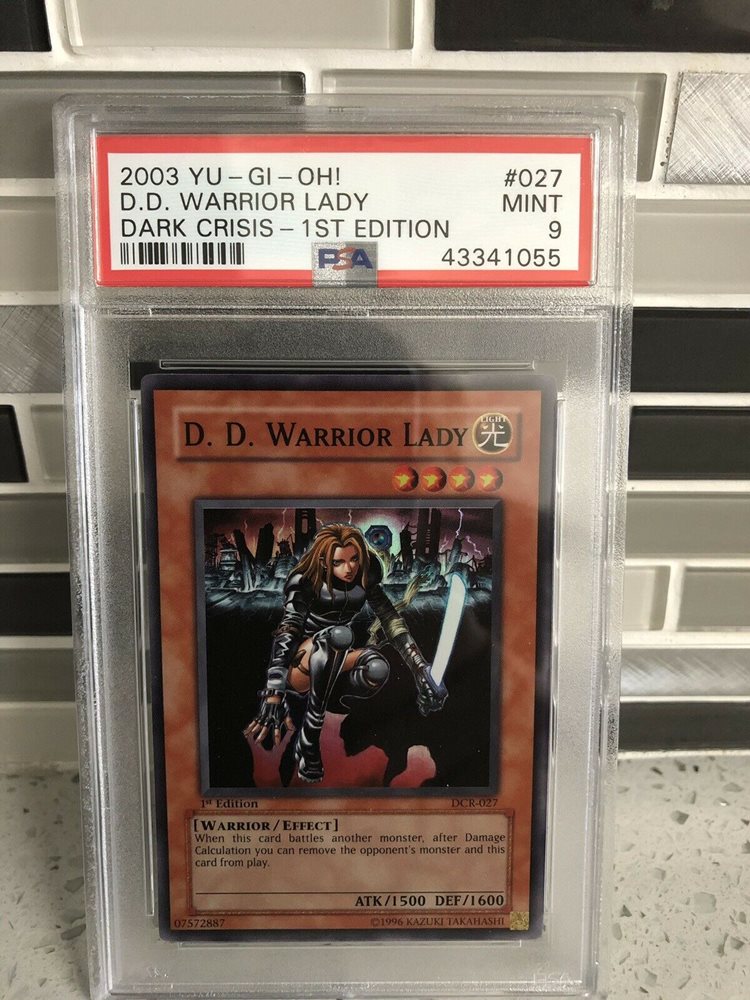 2003 YU-GI-OH! #027
D.D. WARRIOR LADY MINT
DARK CRISIS-1ST EDITION 9
PSA 43341055
D. D. WARRIOR LADY
LIGHT
光
1st Edition DCR-027
[WARRIOR/EFFECT]
When this card battles another monster, after Damage
Calculation you can remove the opponent's monster and this
card from play.
ATK/1500 DEF/1600
07572887 ©1996 KAZUKI TAKAHASHI